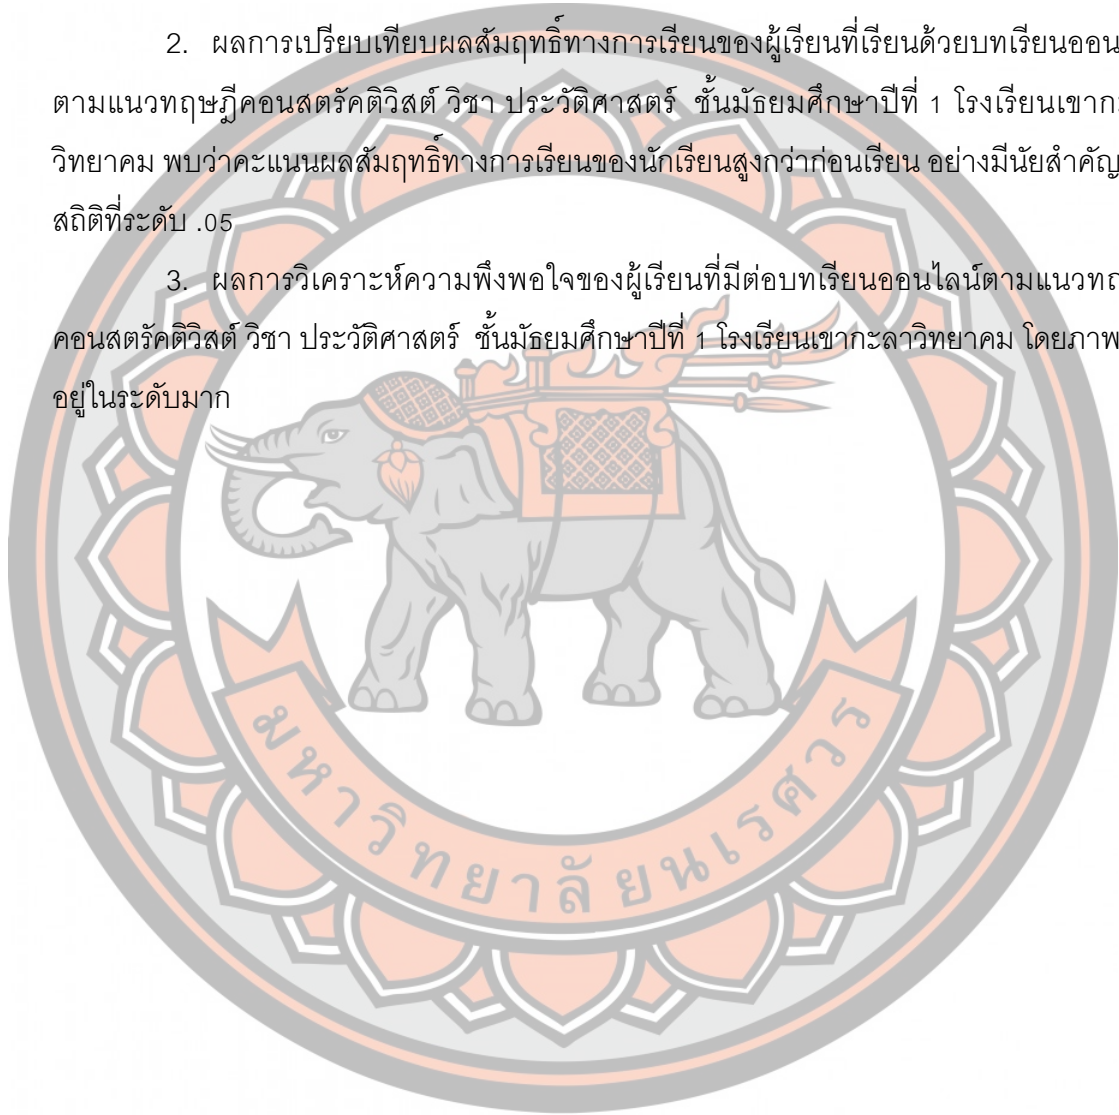 2. ผลการเปรียบเทียบผลสัมฤทธิ์ทางการเรียนของผู้เรียนที่เรียนด้วยบทเรียนออน
ตามแนวทฤษฎีคอนสตรัคติวิสต์ วิชา ประวัติศาสตร์ ชั้นมัธยมศึกษาปีที่ 1 โรงเรียนเขาก
วิทยาคม พบว่าคะแนนผลสัมฤทธิ์ทางการเรียนของนักเรียนสูงกว่าก่อนเรียน อย่างมีนัยสำคัญ
สถิติที่ระดับ .05
3. ผลการวิเคราะห์ความพึงพอใจของผู้เรียนที่มีต่อบทเรียนออนไลน์ตามแนวทฤ
คอนสตรัคติวิสต์ วิชา ประวัติศาสตร์ ชั้นมัธยมศึกษาปีที่ 1 โรงเรียนเขากะลาวิทยาคม โดยภาพ
อยู่ในระดับมาก
มหาวิทยาลัยนเรศวร